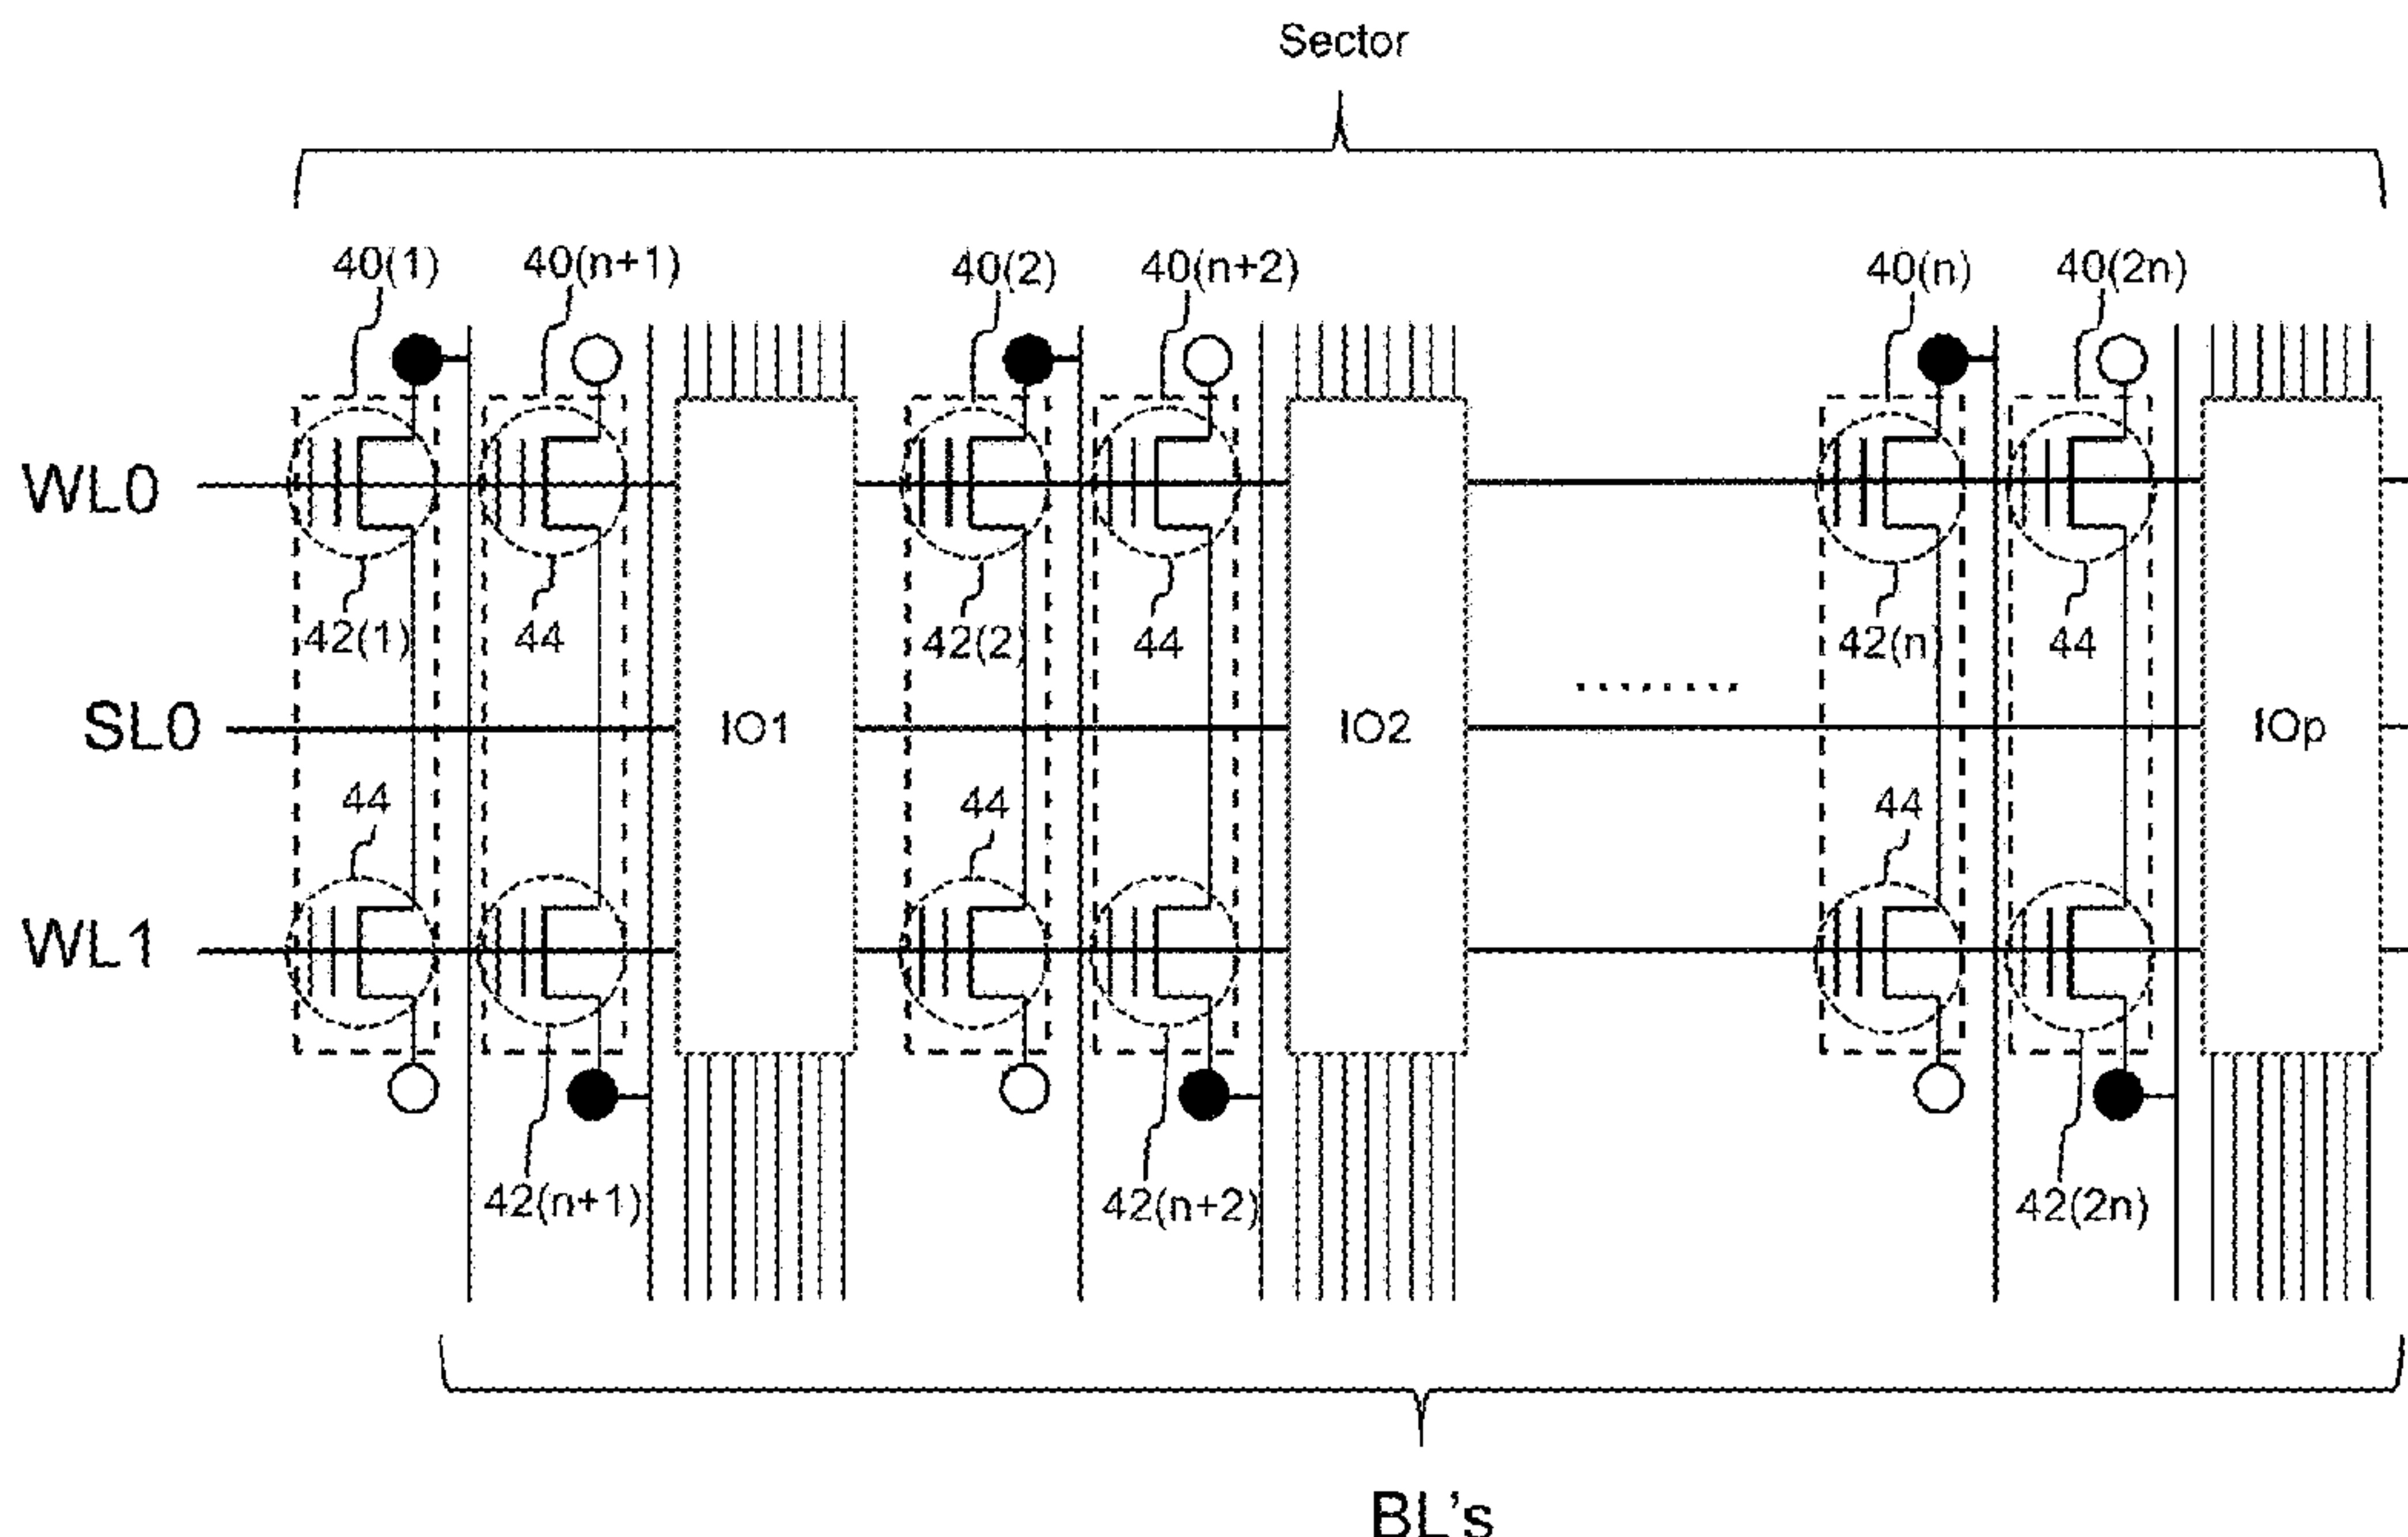 Sector
40(1) 40(n+1) 40(2) 40(n+2) 40(n) 40(2n)
WL0
42(1) 44 42(2) 44 42(n) 44
SL0 IO1 IO2 ........ IOp
44 44 44
WL1
42(n+1) 42(n+2) 42(2n)
BL's